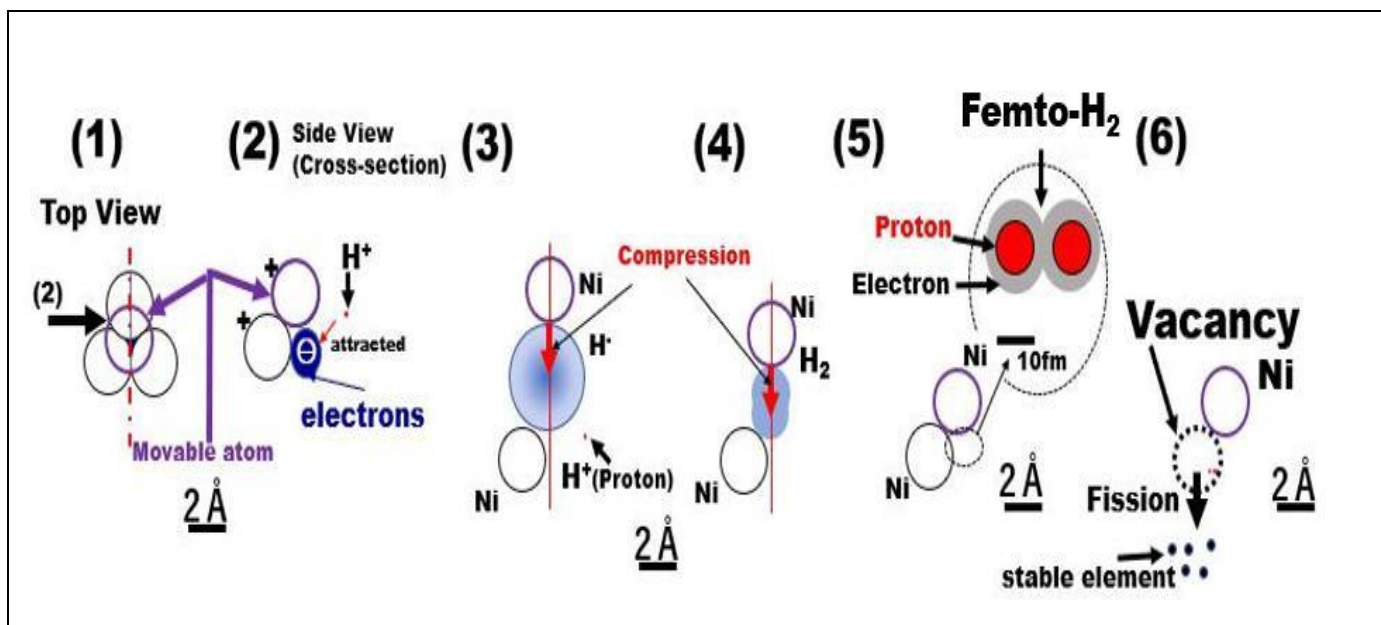 (1)
Top View
(2)
Movable atom
2 Å
(2)
Side View
(Cross-section)
+
+
H+
attracted
⊖
electrons
(3)
Ni
H·
Compression
H+(Proton)
Ni
2 Å
(4)
Ni
H2
Ni
(5)
Femto-H2
Proton
Electron
Ni
10fm
Ni
2 Å
(6)
Vacancy
Ni
Fission
2 Å
stable element